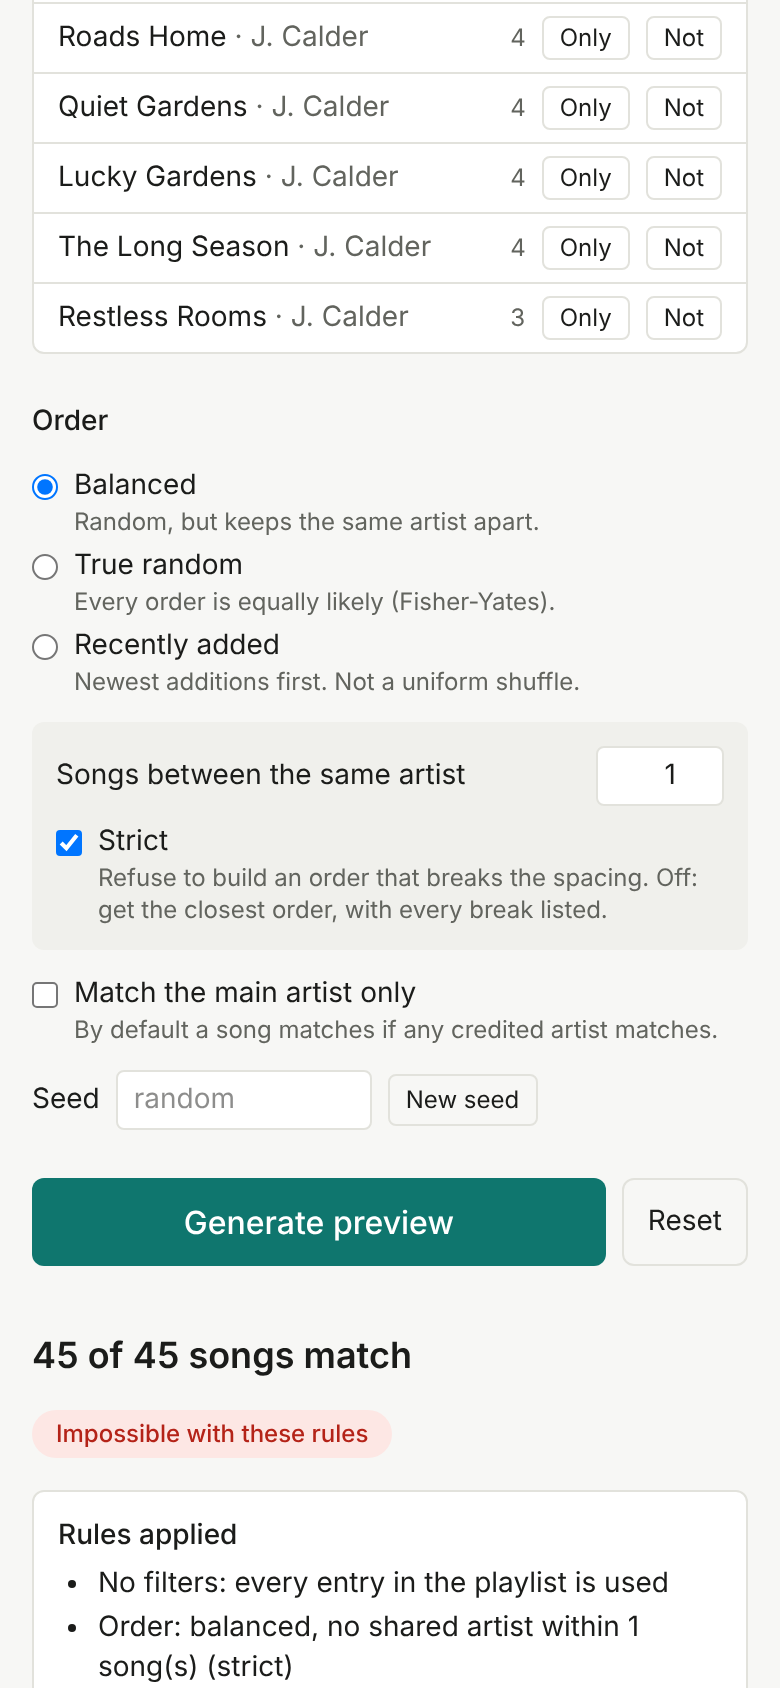 Roads Home · J. Calder 4 Only Not
Quiet Gardens · J. Calder 4 Only Not
Lucky Gardens · J. Calder 4 Only Not
The Long Season · J. Calder 4 Only Not
Restless Rooms · J. Calder 3 Only Not
Order
Balanced
Random, but keeps the same artist apart.
True random
Every order is equally likely (Fisher-Yates).
Recently added
Newest additions first. Not a uniform shuffle.
Songs between the same artist 1
Strict
Refuse to build an order that breaks the spacing. Off:
get the closest order, with every break listed.
Match the main artist only
By default a song matches if any credited artist matches.
Seed random New seed
Generate preview Reset
45 of 45 songs match
Impossible with these rules
Rules applied
• No filters: every entry in the playlist is used
• Order: balanced, no shared artist within 1
song(s) (strict)